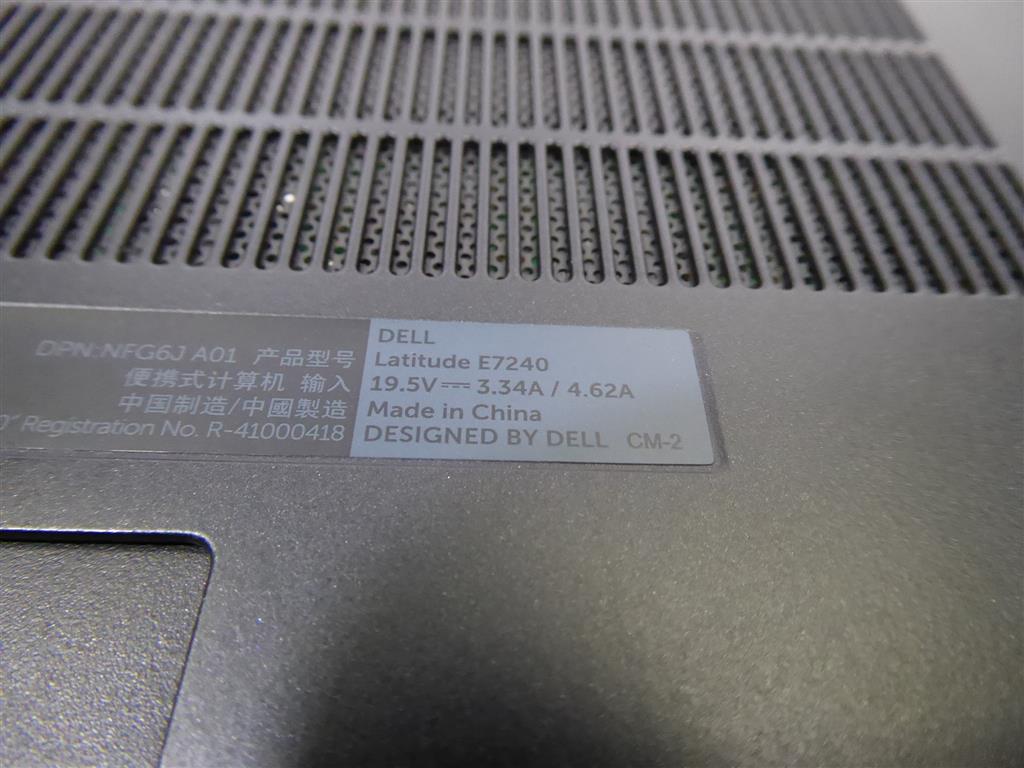 DPN:NFG6J A01 产品型号
便携式计算机 输入
中国制造/中國製造
Registration No. R-41000418
DELL
Latitude E7240
19.5V⎓3.34A / 4.62A
Made in China
DESIGNED BY DELL CM-2